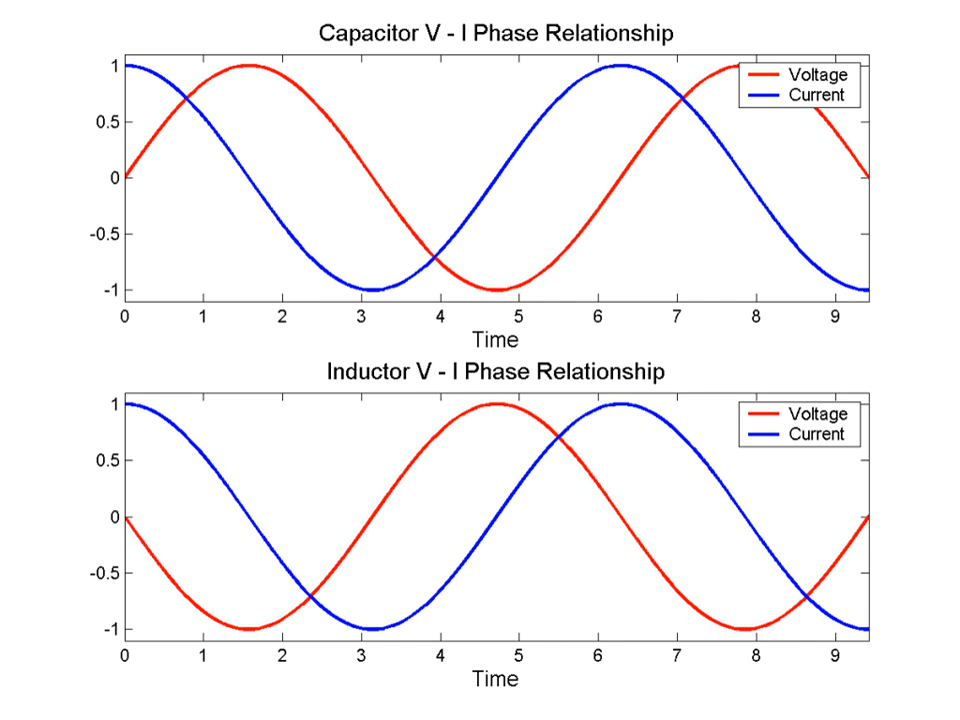 Capacitor V - I Phase Relationship
1
0.5
0
-0.5
-1
Voltage
Current
0 1 2 3 4 5 6 7 8 9
Time
Inductor V - I Phase Relationship
1
0.5
0
-0.5
-1
Voltage
Current
0 1 2 3 4 5 6 7 8 9
Time